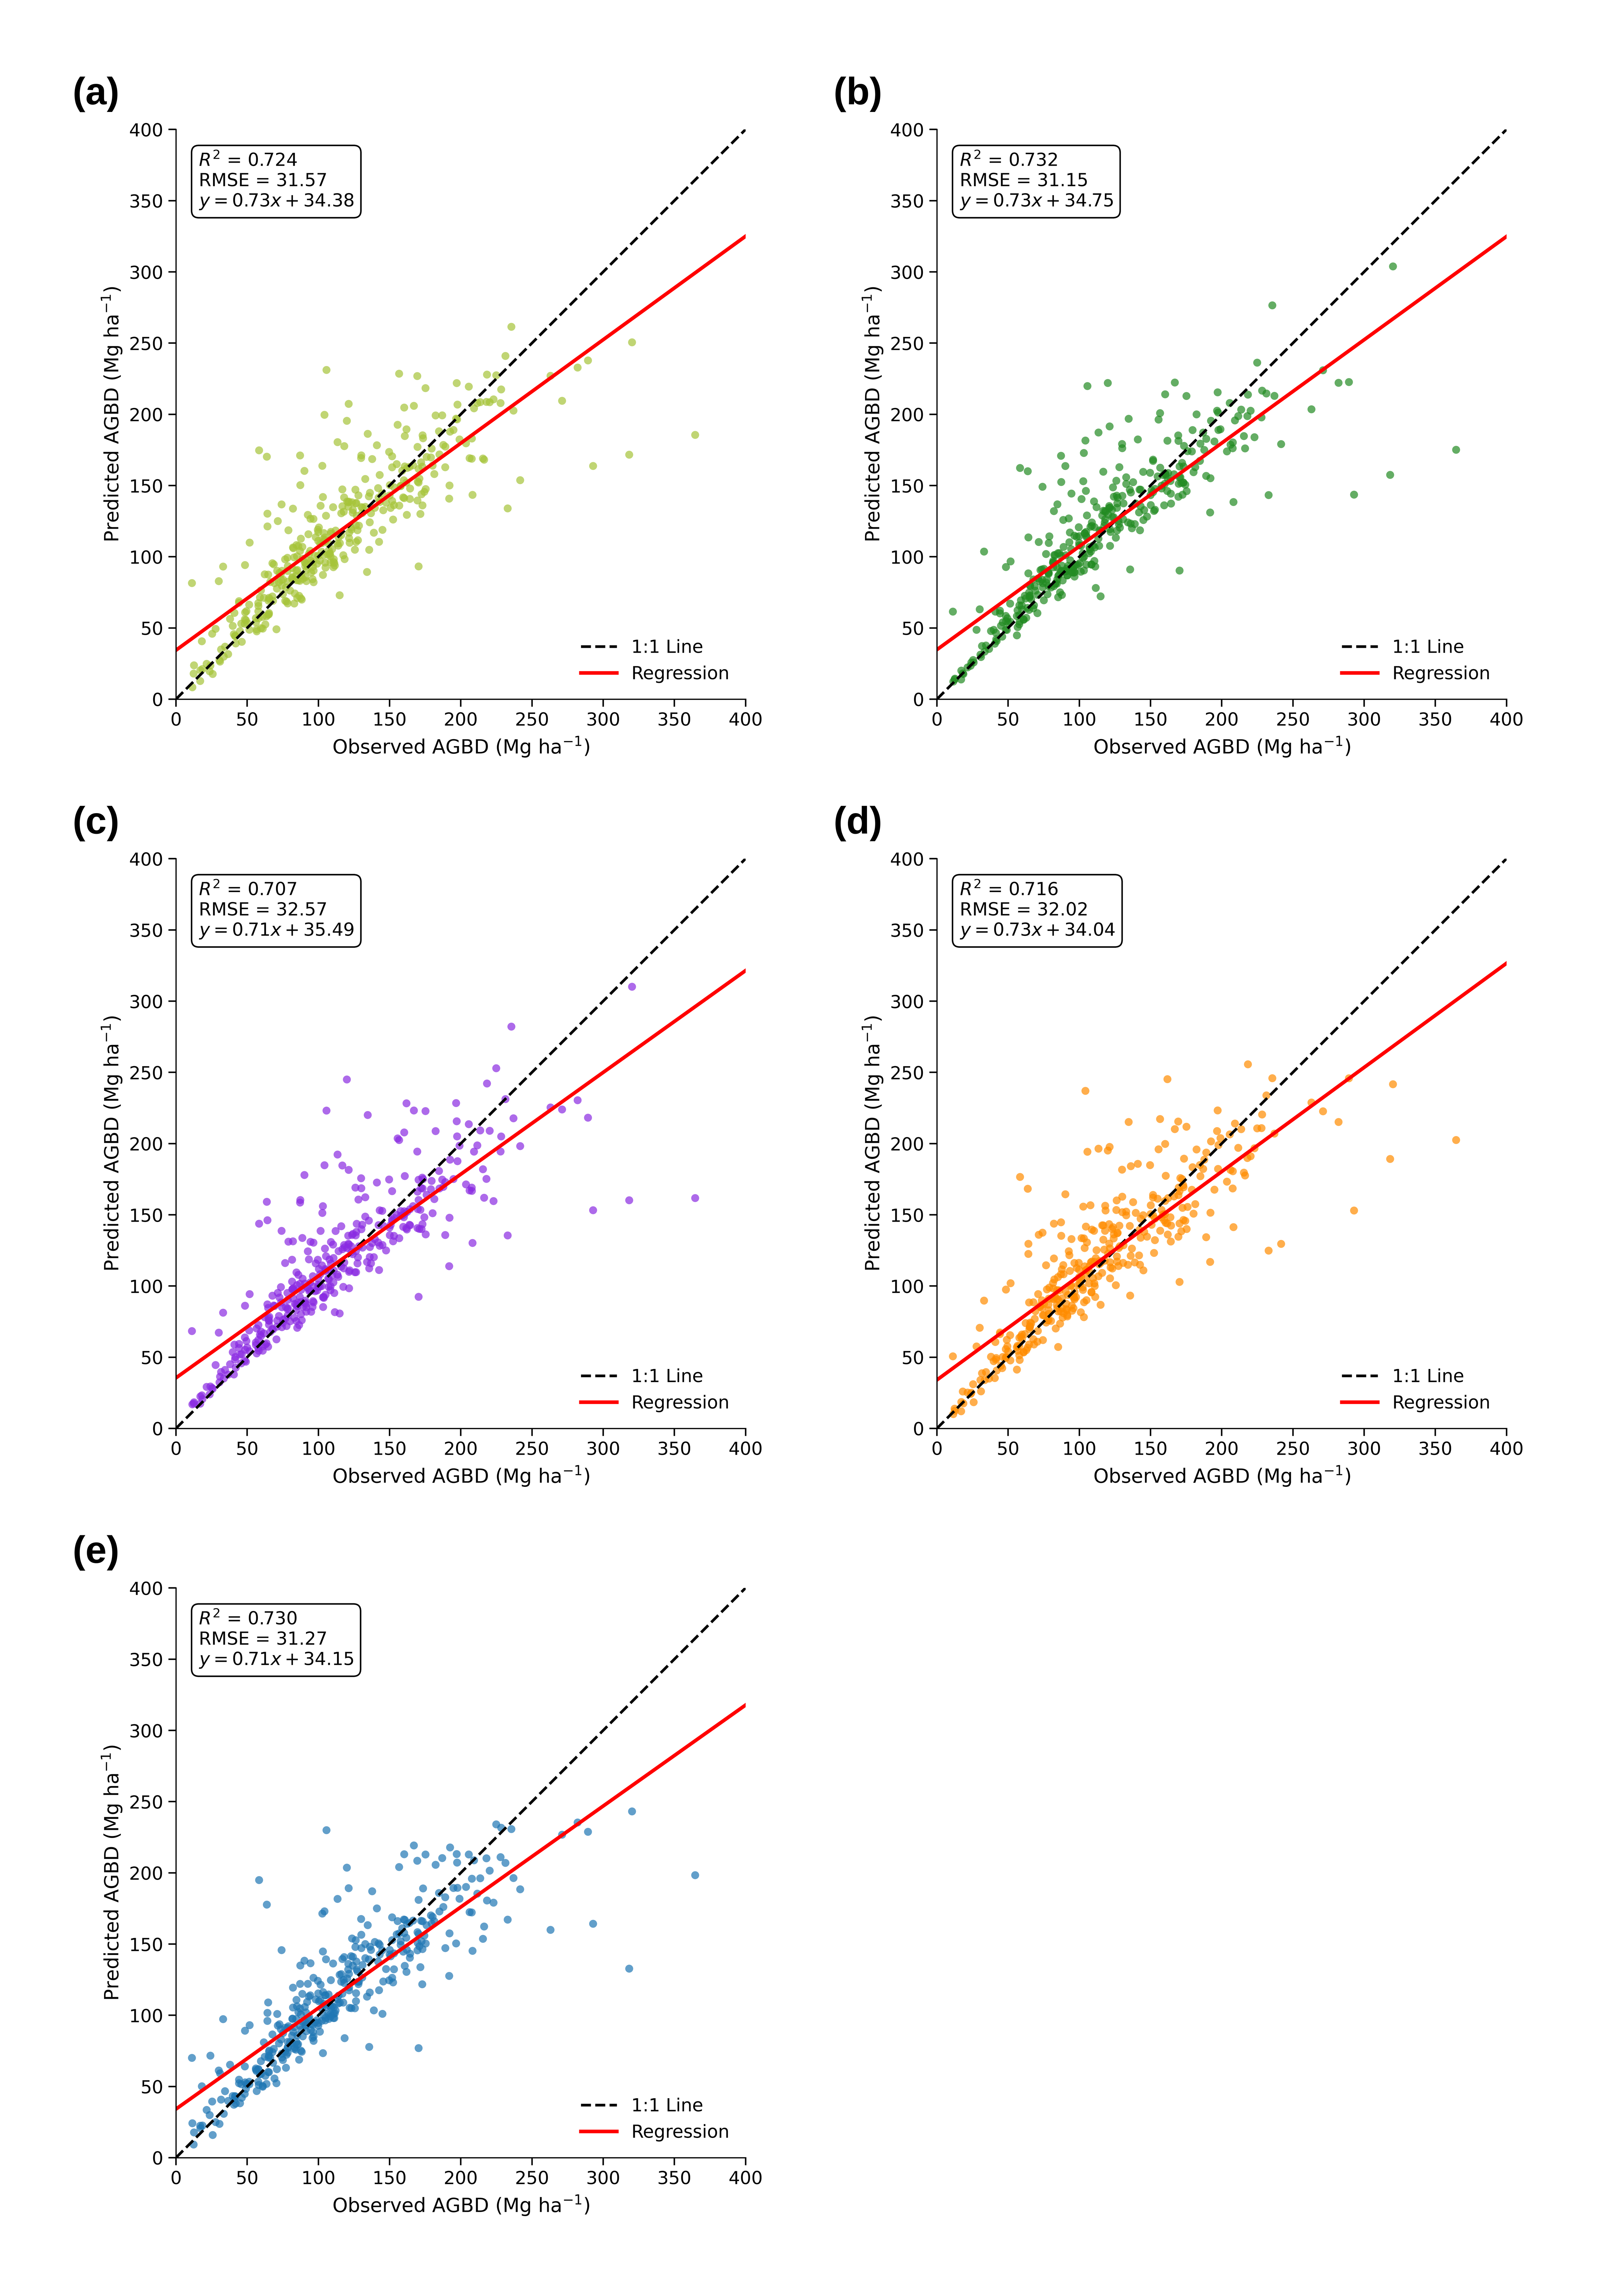 (a)
400
350
300
250
200
150
100
50
0
Predicted AGBD (Mg ha⁻¹)
R² = 0.724
RMSE = 31.57
y = 0.73x + 34.38
1:1 Line
Regression
0 50 100 150 200 250 300 350 400
Observed AGBD (Mg ha⁻¹)
(b)
400
350
300
250
200
150
100
50
0
Predicted AGBD (Mg ha⁻¹)
R² = 0.732
RMSE = 31.15
y = 0.73x + 34.75
1:1 Line
Regression
0 50 100 150 200 250 300 350 400
Observed AGBD (Mg ha⁻¹)
(c)
400
350
300
250
200
150
100
50
0
Predicted AGBD (Mg ha⁻¹)
R² = 0.707
RMSE = 32.57
y = 0.71x + 35.49
1:1 Line
Regression
0 50 100 150 200 250 300 350 400
Observed AGBD (Mg ha⁻¹)
(d)
400
350
300
250
200
150
100
50
0
Predicted AGBD (Mg ha⁻¹)
R² = 0.716
RMSE = 32.02
y = 0.73x + 34.04
1:1 Line
Regression
0 50 100 150 200 250 300 350 400
Observed AGBD (Mg ha⁻¹)
(e)
400
350
300
250
200
150
100
50
0
Predicted AGBD (Mg ha⁻¹)
R² = 0.730
RMSE = 31.27
y = 0.71x + 34.15
1:1 Line
Regression
0 50 100 150 200 250 300 350 400
Observed AGBD (Mg ha⁻¹)